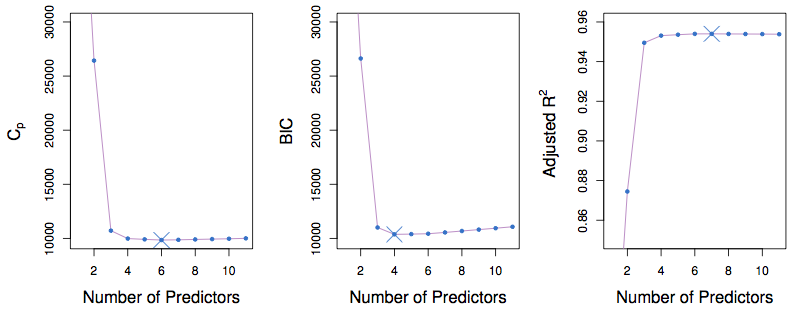 Cp
30000
25000
20000
15000
10000
2 4 6 8 10
Number of Predictors
BIC
30000
25000
20000
15000
10000
2 4 6 8 10
Number of Predictors
Adjusted R²
0.96
0.94
0.92
0.90
0.88
0.86
2 4 6 8 10
Number of Predictors